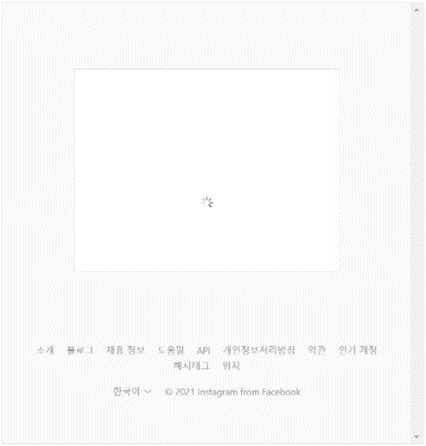 소개 블로그 채용 정보 도움말 API 개인정보처리방침 약관 인기 계정
해시태그 위치
한국어 © 2021 Instagram from Facebook